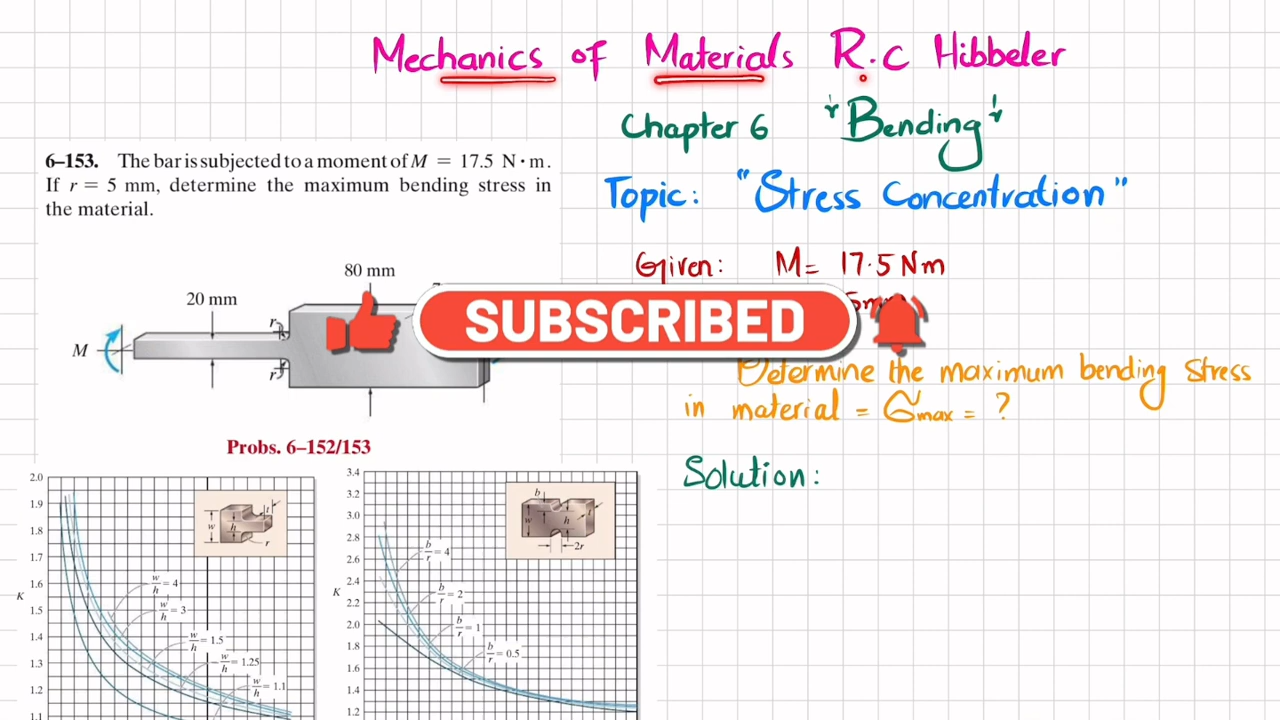 Mechanics of Materials R.C Hibbeler
Chapter 6 "Bending"
Topic: "Stress Concentration"
6–153. The bar is subjected to a moment of M = 17.5 N·m.
If r = 5 mm, determine the maximum bending stress in
the material.
Given: M = 17.5 Nm
5mm
80 mm
20 mm
r
r
M
SUBSCRIBED
Determine the maximum bending stress
in material = σmax = ?
Probs. 6–152/153
Solution:
2.0
1.9
1.8
1.7
1.6
1.5
1.4
1.3
1.2
1.1
K
w
h
t
r
w/h = 4
w/h = 3
w/h = 1.5
w/h = 1.25
w/h = 1.1
3.4
3.2
3.0
2.8
2.6
2.4
2.2
2.0
1.8
1.6
1.4
1.2
K
b
w
h
t
2r
b/r = 4
b/r = 2
b/r = 1
b/r = 0.5